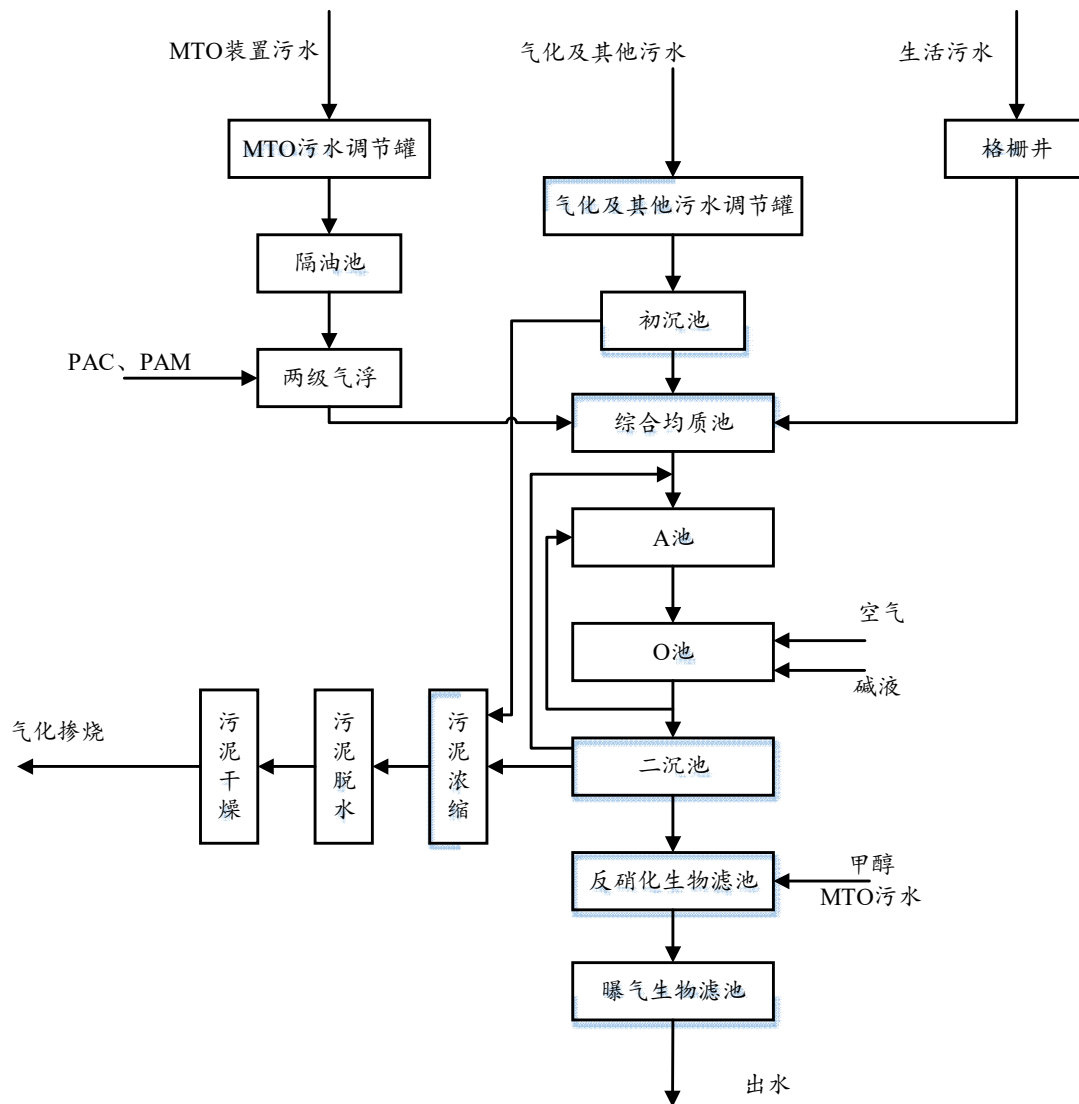 MTO装置污水
气化及其他污水
生活污水
MTO污水调节罐
格栅井
气化及其他污水调节罐
隔油池
初沉池
PAC、PAM
两级气浮
综合均质池
A池
O池
空气
碱液
气化掺烧
污泥干燥
污泥脱水
污泥浓缩
二沉池
反硝化生物滤池
甲醇
MTO污水
曝气生物滤池
出水